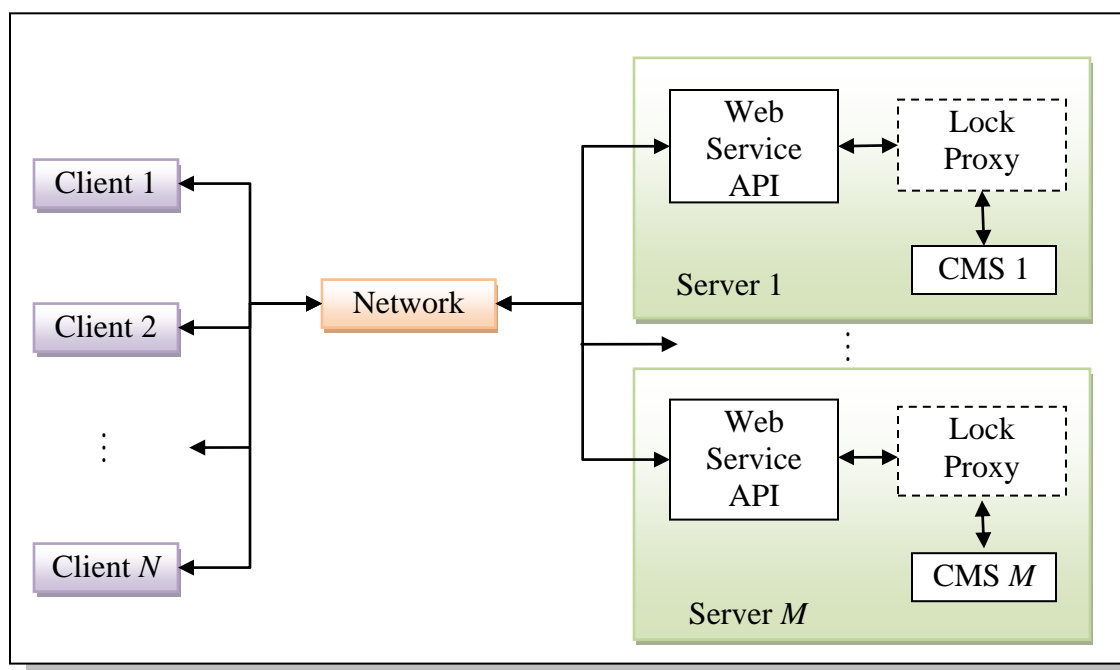 Client 1
Client 2
⋮
Client N
Network
Web
Service
API
Lock
Proxy
CMS 1
Server 1
⋮
Web
Service
API
Lock
Proxy
CMS M
Server M